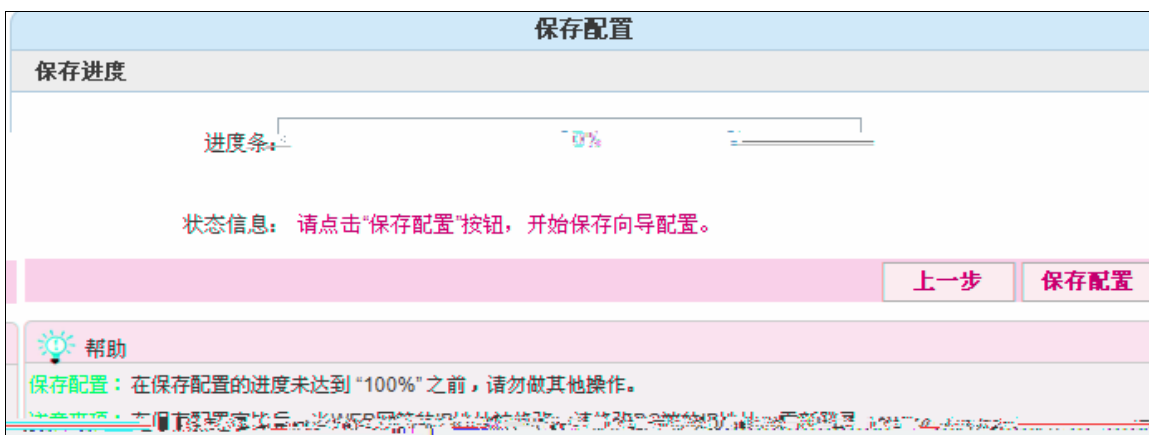 保存配置
保存进度
进度条： 0%
状态信息： 请点击“保存配置”按钮，开始保存向导配置。
上一步 保存配置
帮助
保存配置：在保存配置的进度未达到 “100%” 之前，请勿做其他操作。